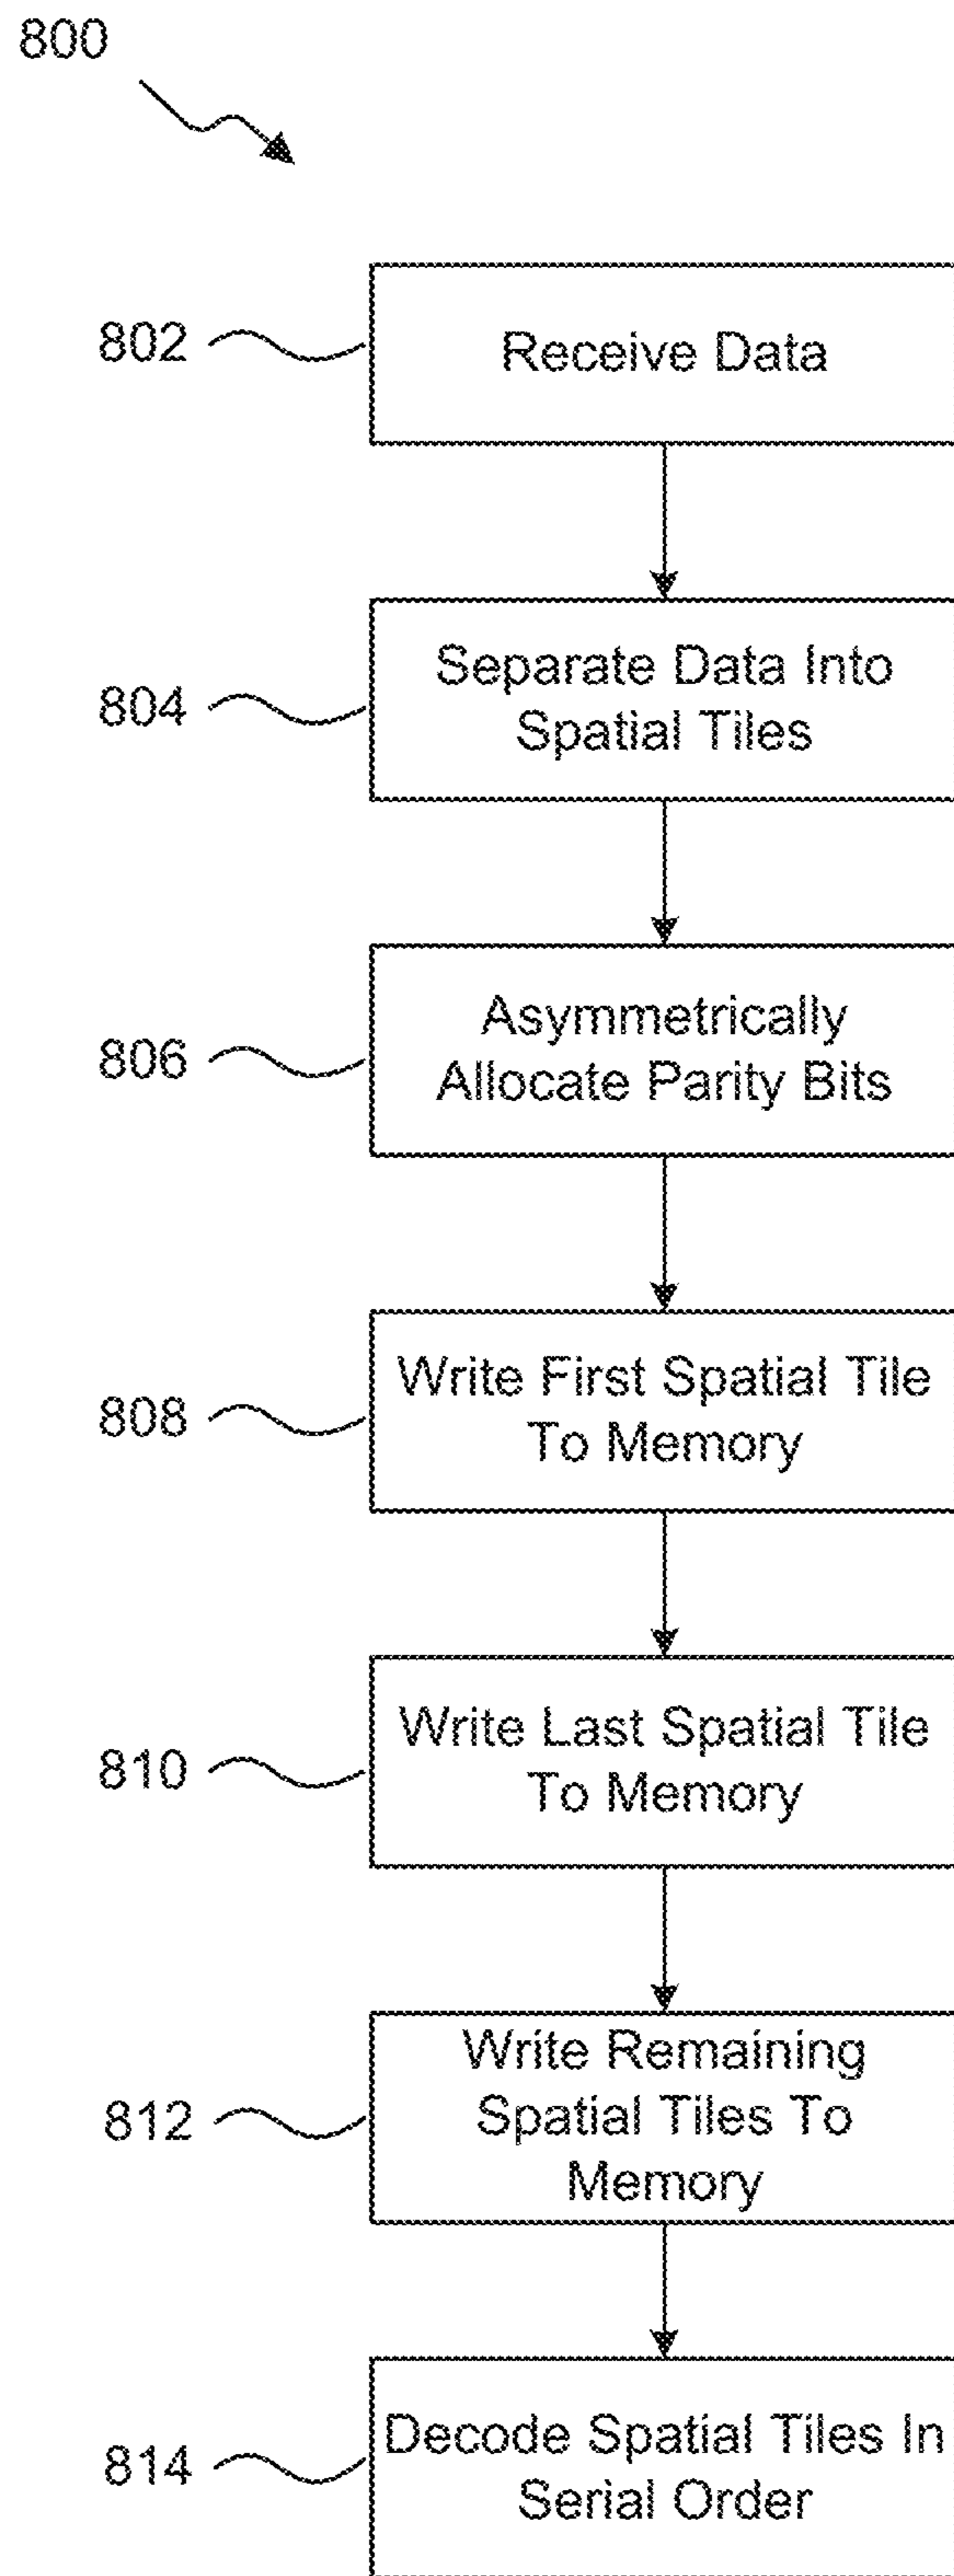 800
802
Receive Data
804
Separate Data Into
Spatial Tiles
806
Asymmetrically
Allocate Parity Bits
808
Write First Spatial Tile
To Memory
810
Write Last Spatial Tile
To Memory
812
Write Remaining
Spatial Tiles To
Memory
814
Decode Spatial Tiles In
Serial Order